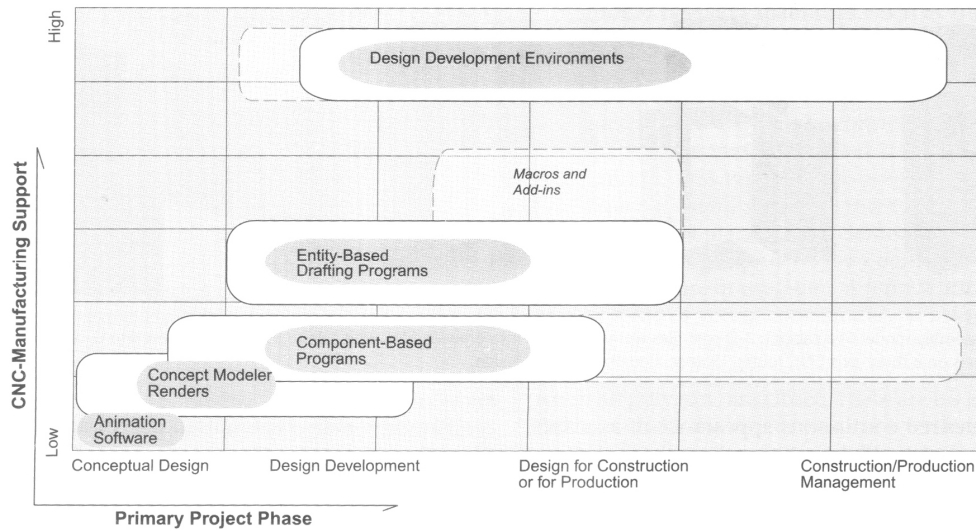 High
Design Development Environments
Macros and
Add-ins
CNC-Manufacturing Support
Entity-Based
Drafting Programs
Component-Based
Programs
Concept Modeler
Renders
Animation
Software
Low
Conceptual Design
Design Development
Design for Construction
or for Production
Construction/Production
Management
Primary Project Phase